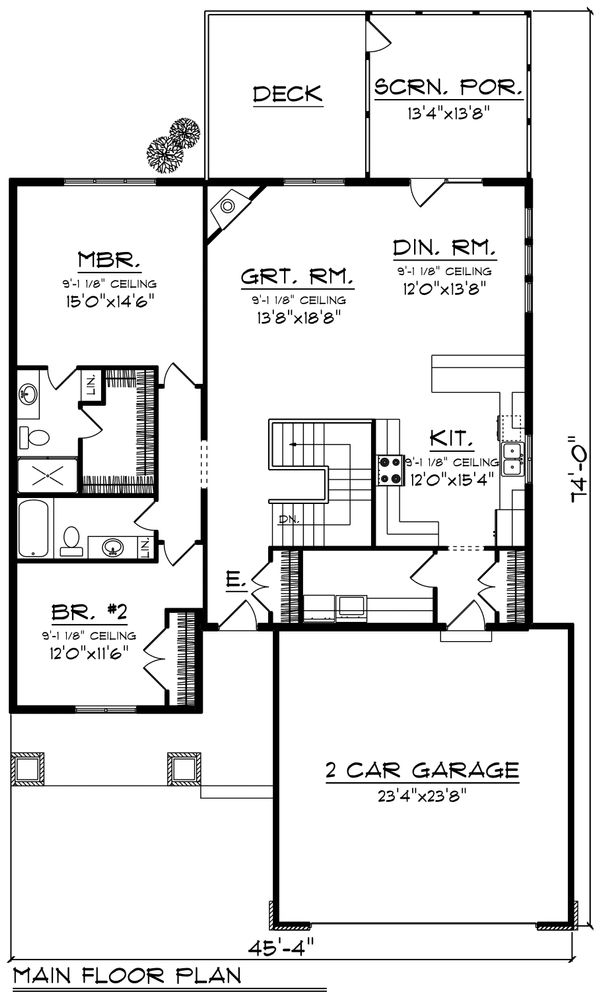 DECK
SCRN. POR.
13'4"x13'8"
MBR.
9'-1 1/8" CEILING
15'0"x14'6"
GRT. RM.
9'-1 1/8" CEILING
13'8"x18'8"
DIN. RM.
9'-1 1/8" CEILING
12'0"x13'8"
LIN.
KIT.
9'-1 1/8" CEILING
12'0"x15'4"
DN.
LIN.
E.
BR. #2
9'-1 1/8" CEILING
12'0"x11'6"
74'-0"
2 CAR GARAGE
23'4"x23'8"
45'-4"
MAIN FLOOR PLAN